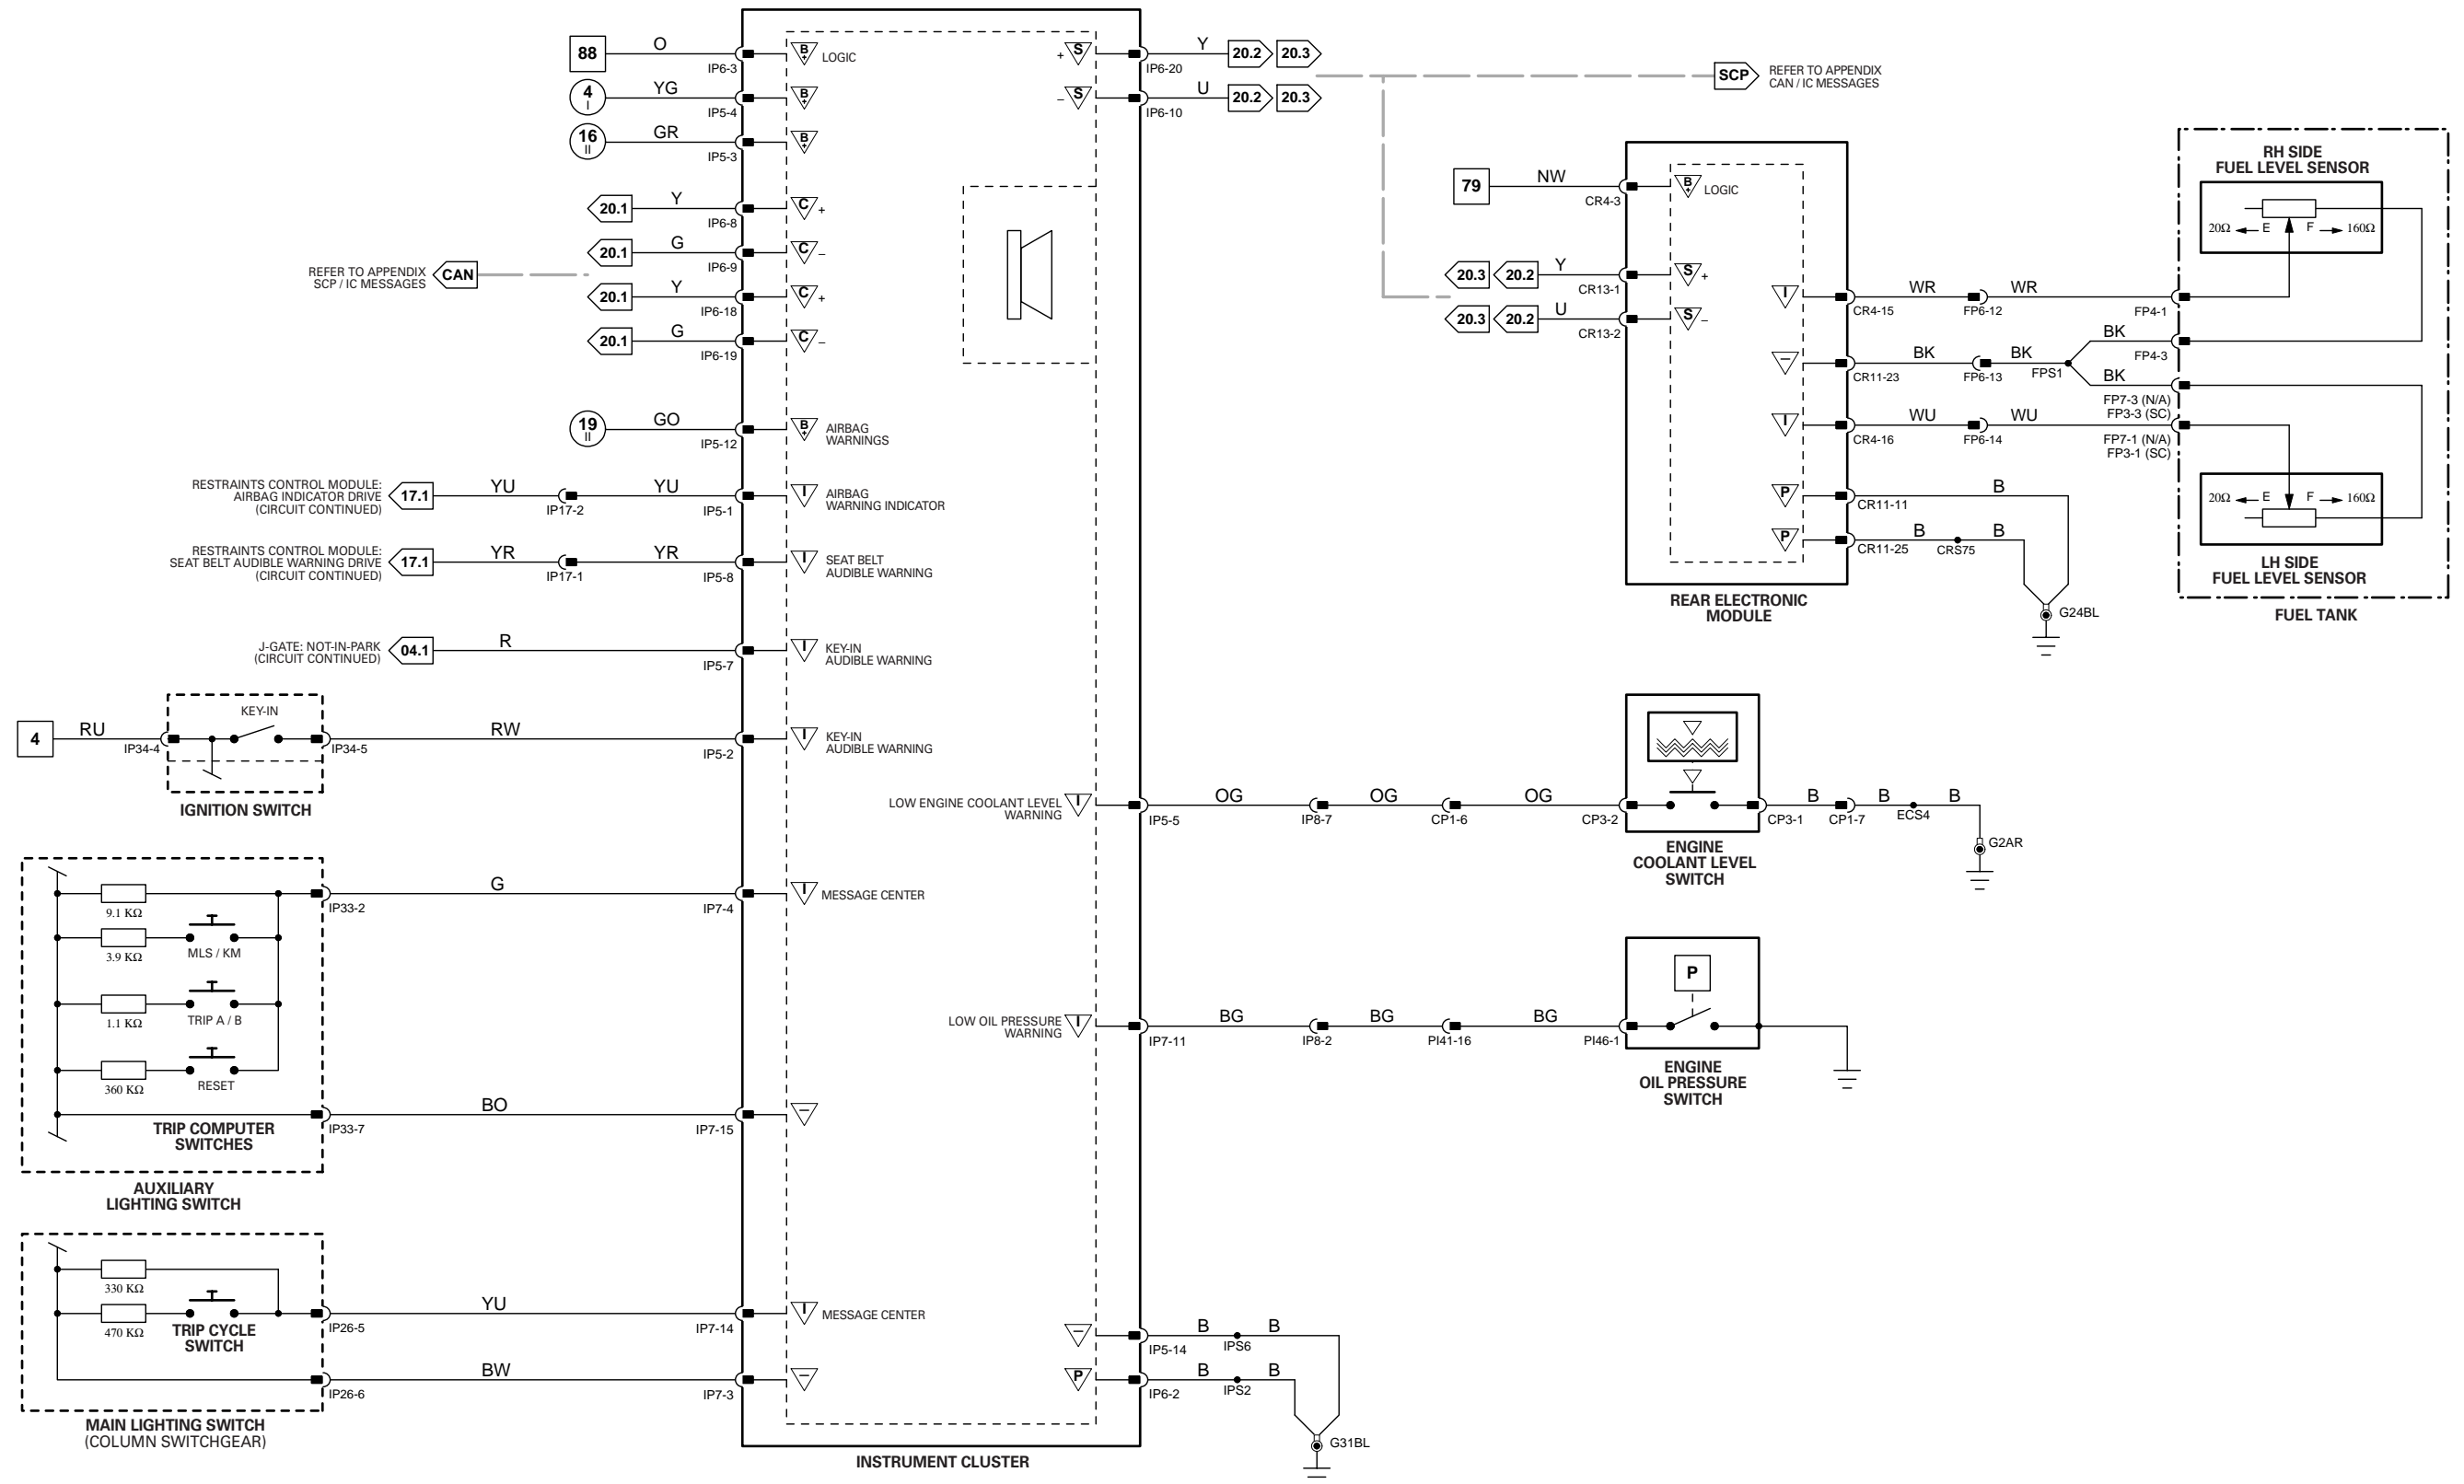 88
O
IP6-3
B+
LOGIC
4
I
YG
IP5-4
B+
16
II
GR
IP5-3
B+
20.1
Y
IP6-8
C
+
20.1
G
IP6-9
C
–
REFER TO APPENDIX
SCP / IC MESSAGES
CAN
20.1
Y
IP6-18
C
+
20.1
G
IP6-19
C
–
19
II
GO
IP5-12
B+
AIRBAG
WARNINGS
RESTRAINTS CONTROL MODULE:
AIRBAG INDICATOR DRIVE
(CIRCUIT CONTINUED)
17.1
YU
IP17-2
YU
IP5-1
I
AIRBAG
WARNING INDICATOR
RESTRAINTS CONTROL MODULE:
SEAT BELT AUDIBLE WARNING DRIVE
(CIRCUIT CONTINUED)
17.1
YR
IP17-1
YR
IP5-8
I
SEAT BELT
AUDIBLE WARNING
J-GATE: NOT-IN-PARK
(CIRCUIT CONTINUED)
04.1
R
IP5-7
I
KEY-IN
AUDIBLE WARNING
4
RU
IP34-4
KEY-IN
IP34-5
RW
IP5-2
I
KEY-IN
AUDIBLE WARNING
IGNITION SWITCH
9.1 KΩ
IP33-2
G
IP7-4
I
MESSAGE CENTER
3.9 KΩ
MLS / KM
1.1 KΩ
TRIP A / B
360 KΩ
RESET
TRIP COMPUTER
SWITCHES
IP33-7
BO
IP7-15
–
AUXILIARY
LIGHTING SWITCH
330 KΩ
470 KΩ
TRIP CYCLE
SWITCH
IP26-5
YU
IP7-14
I
MESSAGE CENTER
IP26-6
BW
IP7-3
–
MAIN LIGHTING SWITCH
(COLUMN SWITCHGEAR)
INSTRUMENT CLUSTER
+
S
IP6-20
Y
20.2
20.3
–
S
IP6-10
U
20.2
20.3
SCP
REFER TO APPENDIX
CAN / IC MESSAGES
79
NW
CR4-3
B+
LOGIC
20.3
20.2
Y
CR13-1
S
+
20.3
20.2
U
CR13-2
S
–
I
CR4-15
WR
FP6-12
WR
FP4-1
–
CR11-23
BK
FP6-13
BK
FPS1
BK
FP4-3
BK
FP7-3 (N/A)
FP3-3 (SC)
I
CR4-16
WU
FP6-14
WU
FP7-1 (N/A)
FP3-1 (SC)
P
CR11-11
B
P
CR11-25
B
CRS75
B
G24BL
REAR ELECTRONIC
MODULE
RH SIDE
FUEL LEVEL SENSOR
20Ω
E
F
160Ω
20Ω
E
F
160Ω
LH SIDE
FUEL LEVEL SENSOR
FUEL TANK
LOW ENGINE COOLANT LEVEL
WARNING
I
IP5-5
OG
IP8-7
OG
CP1-6
OG
CP3-2
CP3-1
B
CP1-7
B
ECS4
B
G2AR
ENGINE
COOLANT LEVEL
SWITCH
LOW OIL PRESSURE
WARNING
I
IP7-11
BG
IP8-2
BG
PI41-16
BG
PI46-1
P
ENGINE
OIL PRESSURE
SWITCH
–
IP5-14
B
IPS6
B
P
IP6-2
B
IPS2
B
G31BL